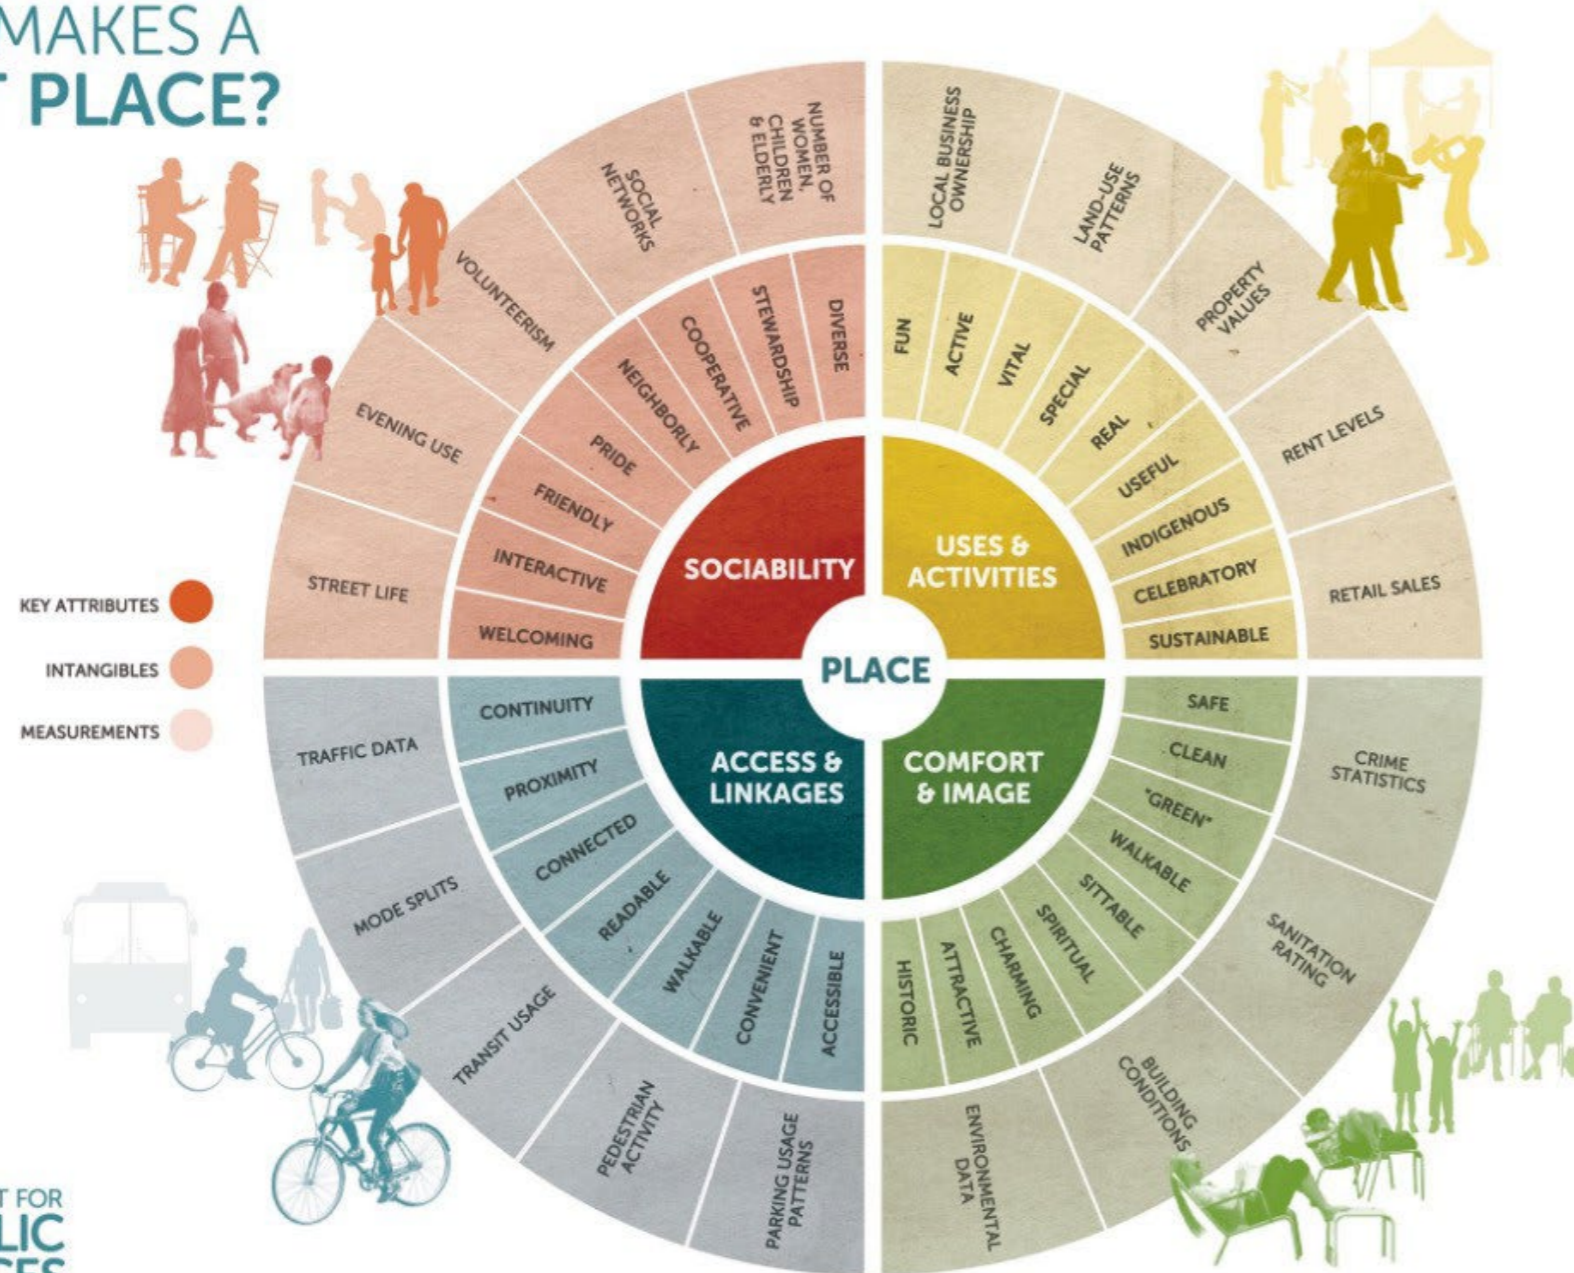 MAKES A
PLACE?
KEY ATTRIBUTES
INTANGIBLES
MEASUREMENTS
PLACE
SOCIABILITY
USES &
ACTIVITIES
ACCESS &
LINKAGES
COMFORT
& IMAGE
WELCOMING
INTERACTIVE
FRIENDLY
PRIDE
NEIGHBORLY
COOPERATIVE
STEWARDSHIP
DIVERSE
FUN
ACTIVE
VITAL
SPECIAL
REAL
USEFUL
INDIGENOUS
CELEBRATORY
SUSTAINABLE
SAFE
CLEAN
"GREEN"
WALKABLE
SITTABLE
SPIRITUAL
CHARMING
ATTRACTIVE
HISTORIC
ACCESSIBLE
CONVENIENT
WALKABLE
READABLE
CONNECTED
PROXIMITY
CONTINUITY
STREET LIFE
EVENING USE
VOLUNTEERISM
SOCIAL
NETWORKS
NUMBER OF
WOMEN,
CHILDREN
& ELDERLY
LOCAL BUSINESS
OWNERSHIP
LAND-USE
PATTERNS
PROPERTY
VALUES
RENT LEVELS
RETAIL SALES
CRIME
STATISTICS
SANITATION
RATING
BUILDING
CONDITIONS
ENVIRONMENTAL
DATA
PARKING USAGE
PATTERNS
PEDESTRIAN
ACTIVITY
TRANSIT USAGE
MODE SPLITS
TRAFFIC DATA
T FOR
LIC
CES